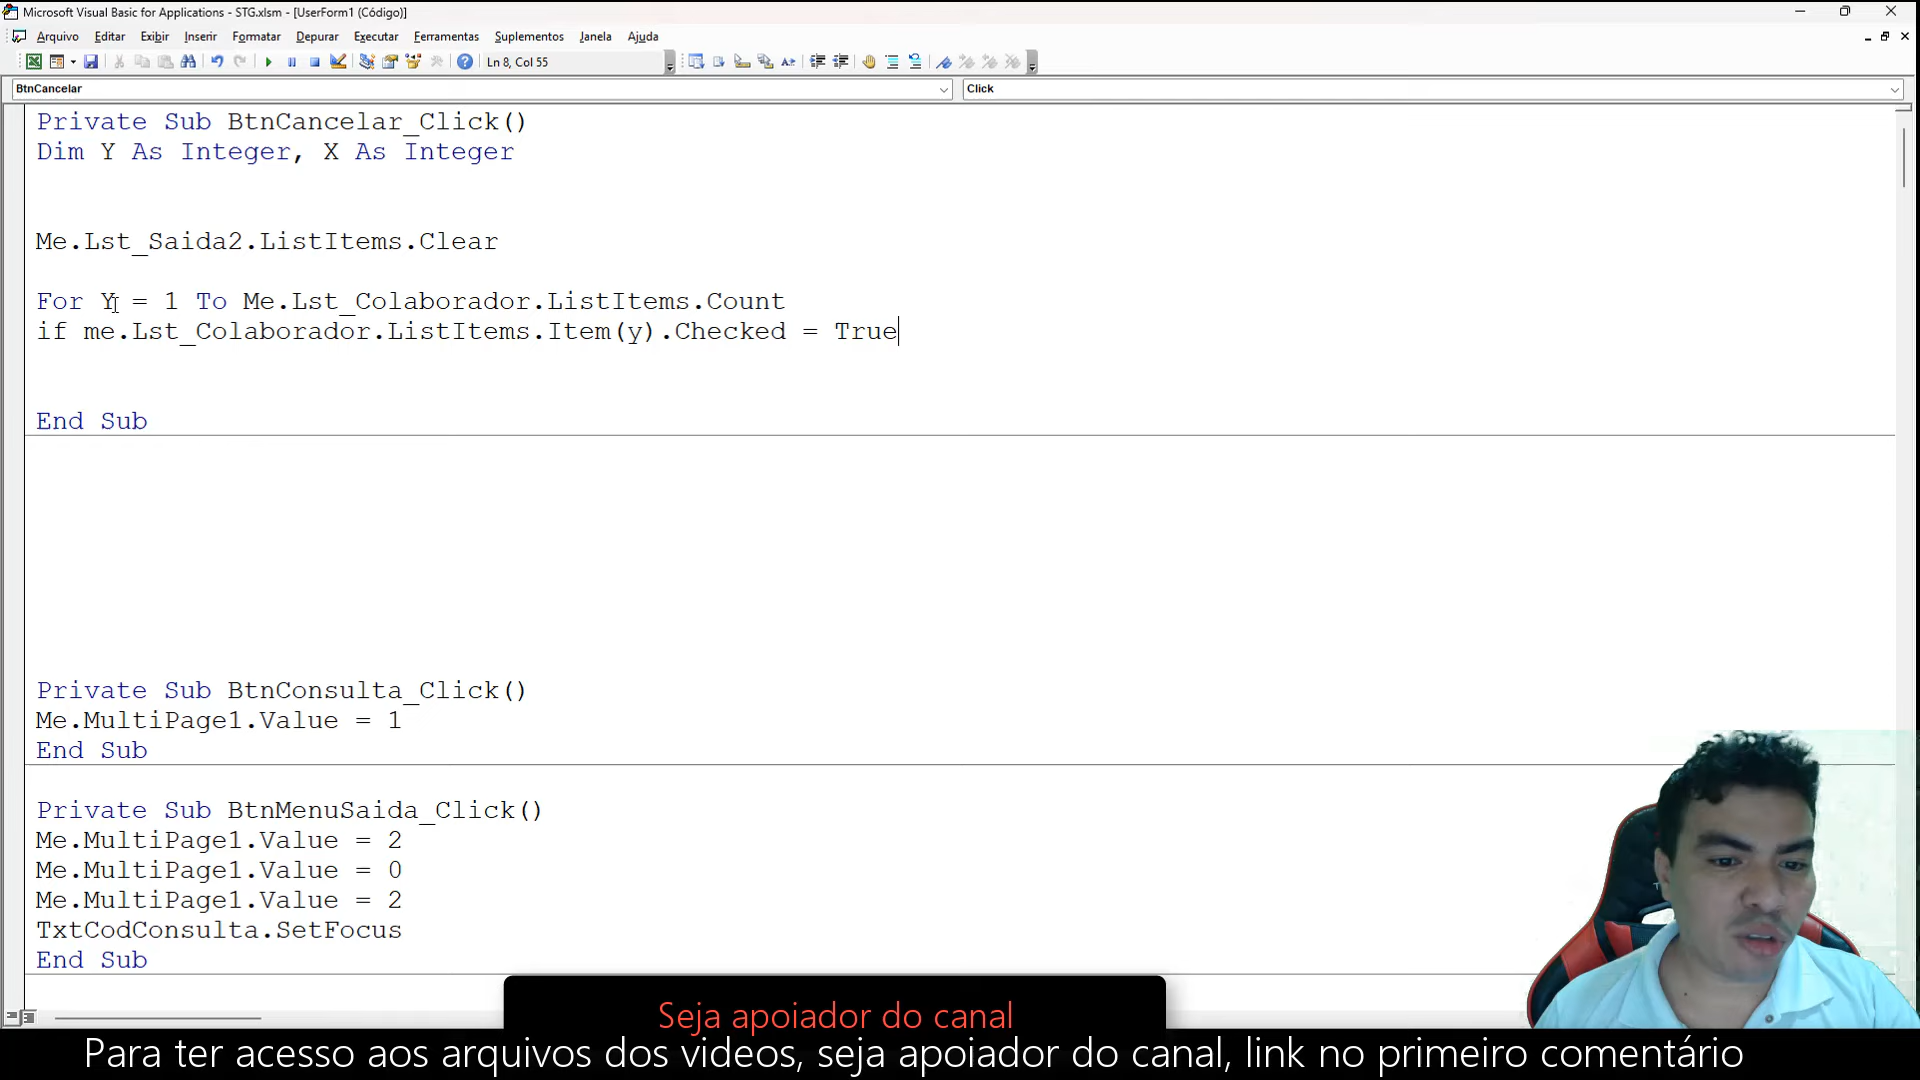 Microsoft Visual Basic for Applications - STG.xlsm - [UserForm1 (Código)]
Arquivo Editar Exibir Inserir Formatar Depurar Executar Ferramentas Suplementos Janela Ajuda
Ln 8, Col 55
BtnCancelar Click
Private Sub BtnCancelar_Click()
Dim Y As Integer, X As Integer
Me.Lst_Saida2.ListItems.Clear
For Y = 1 To Me.Lst_Colaborador.ListItems.Count
if me.Lst_Colaborador.ListItems.Item(y).Checked = True
End Sub
Private Sub BtnConsulta_Click()
Me.MultiPage1.Value = 1
End Sub
Private Sub BtnMenuSaida_Click()
Me.MultiPage1.Value = 2
Me.MultiPage1.Value = 0
Me.MultiPage1.Value = 2
TxtCodConsulta.SetFocus
End Sub
Seja apoiador do canal
Para ter acesso aos arquivos dos videos, seja apoiador do canal, link no primeiro comentário